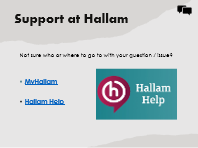 Support at Hallam
Not sure who or where to go to with your question / issue?
• MyHallam
• Hallam Help
Hallam
Help